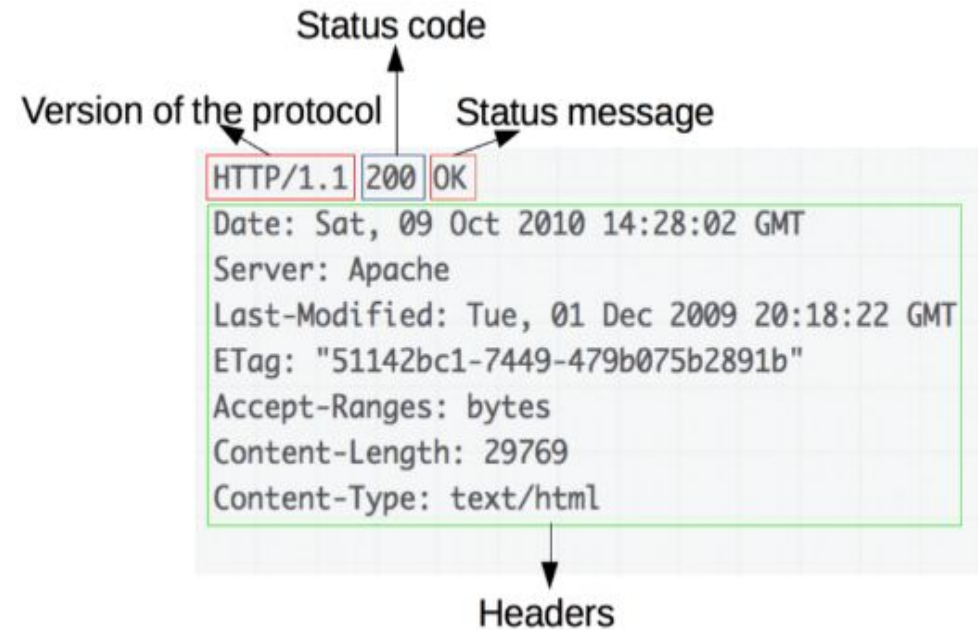 Status code
Version of the protocol Status message
HTTP/1.1 200 OK
Date: Sat, 09 Oct 2010 14:28:02 GMT
Server: Apache
Last-Modified: Tue, 01 Dec 2009 20:18:22 GMT
ETag: "51142bc1-7449-479b075b2891b"
Accept-Ranges: bytes
Content-Length: 29769
Content-Type: text/html
Headers